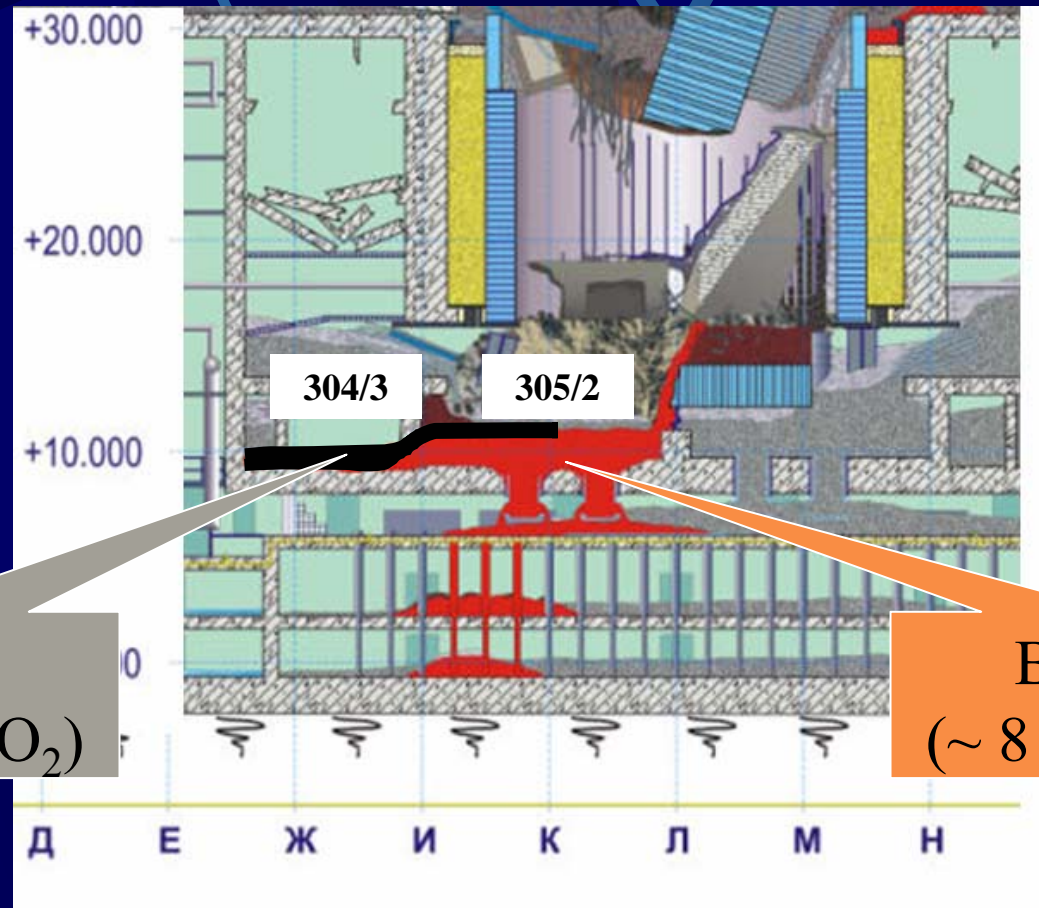 +30.000
+20.000
304/3 305/2
+10.000
O₂)
(~ 8
Д Е Ж И К Л М Н